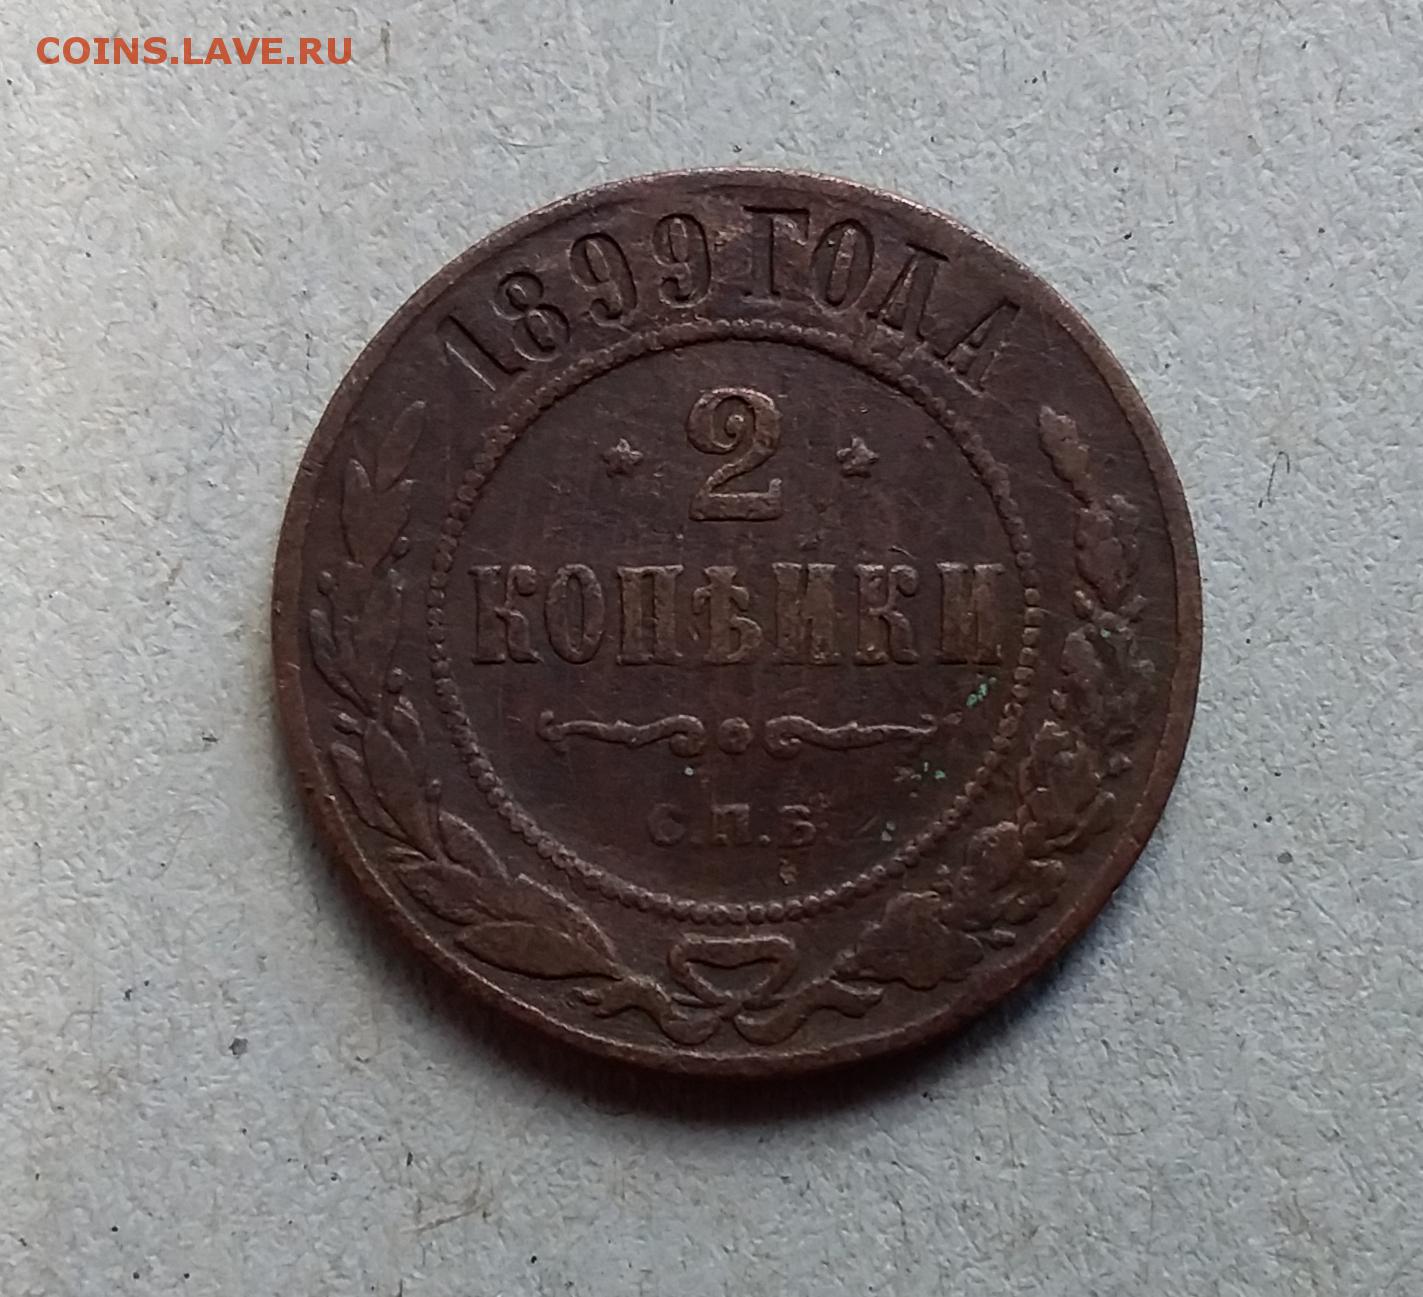 COINS.LAVE.RU
1899 ГОДА
2
КОПѢЙКИ
С.П.Б.